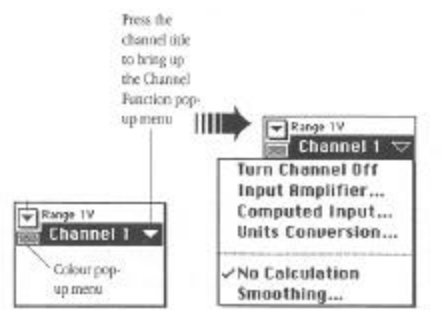 Press the
channel title
to bring up
the Channel
Function pop-
up menu
Range 1V
Channel 1
Colour pop-
up menu
Range 1V
Channel 1
Turn Channel Off
Input Amplifier...
Computed Input...
Units Conversion...
✓No Calculation
Smoothing...